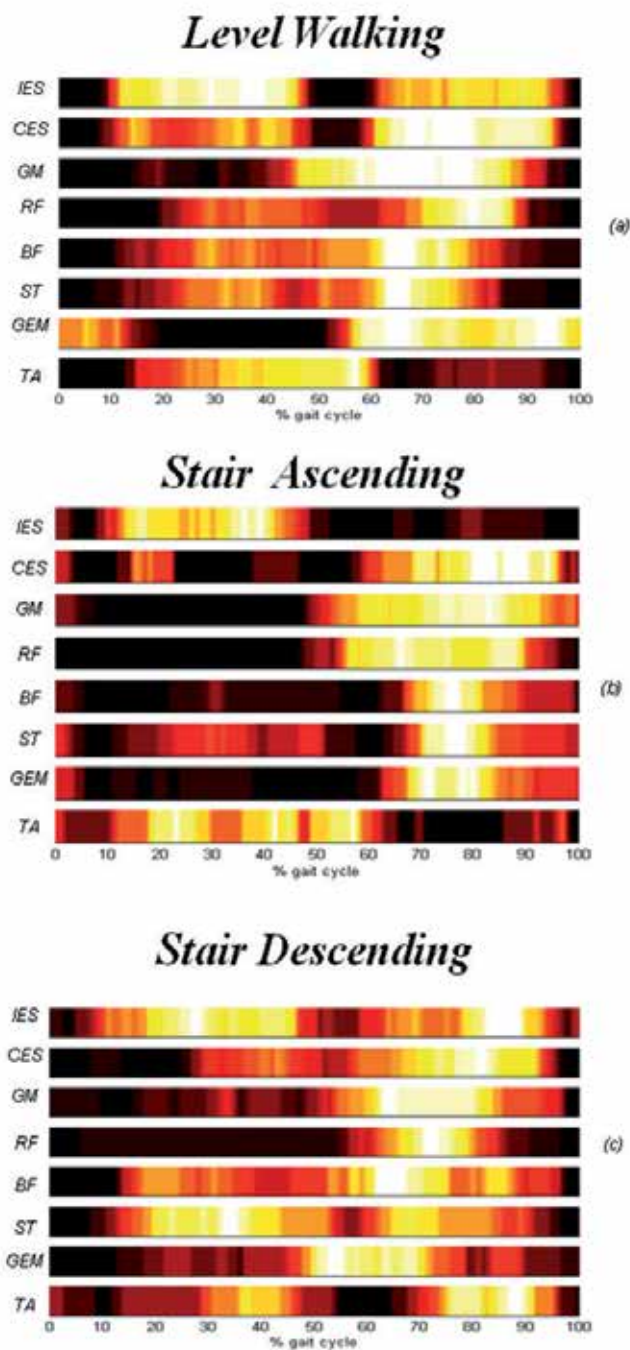 Level Walking
IES
CES
GM
RF
(a)
BF
ST
GEM
TA
0 10 20 30 40 50 60 70 80 90 100
% gait cycle
Stair Ascending
IES
CES
GM
RF
BF
(b)
ST
GEM
TA
0 10 20 30 40 50 60 70 80 90 100
% gait cycle
Stair Descending
IES
CES
GM
RF
(c)
BF
ST
GEM
TA
0 10 20 30 40 50 60 70 80 90 100
% gait cycle